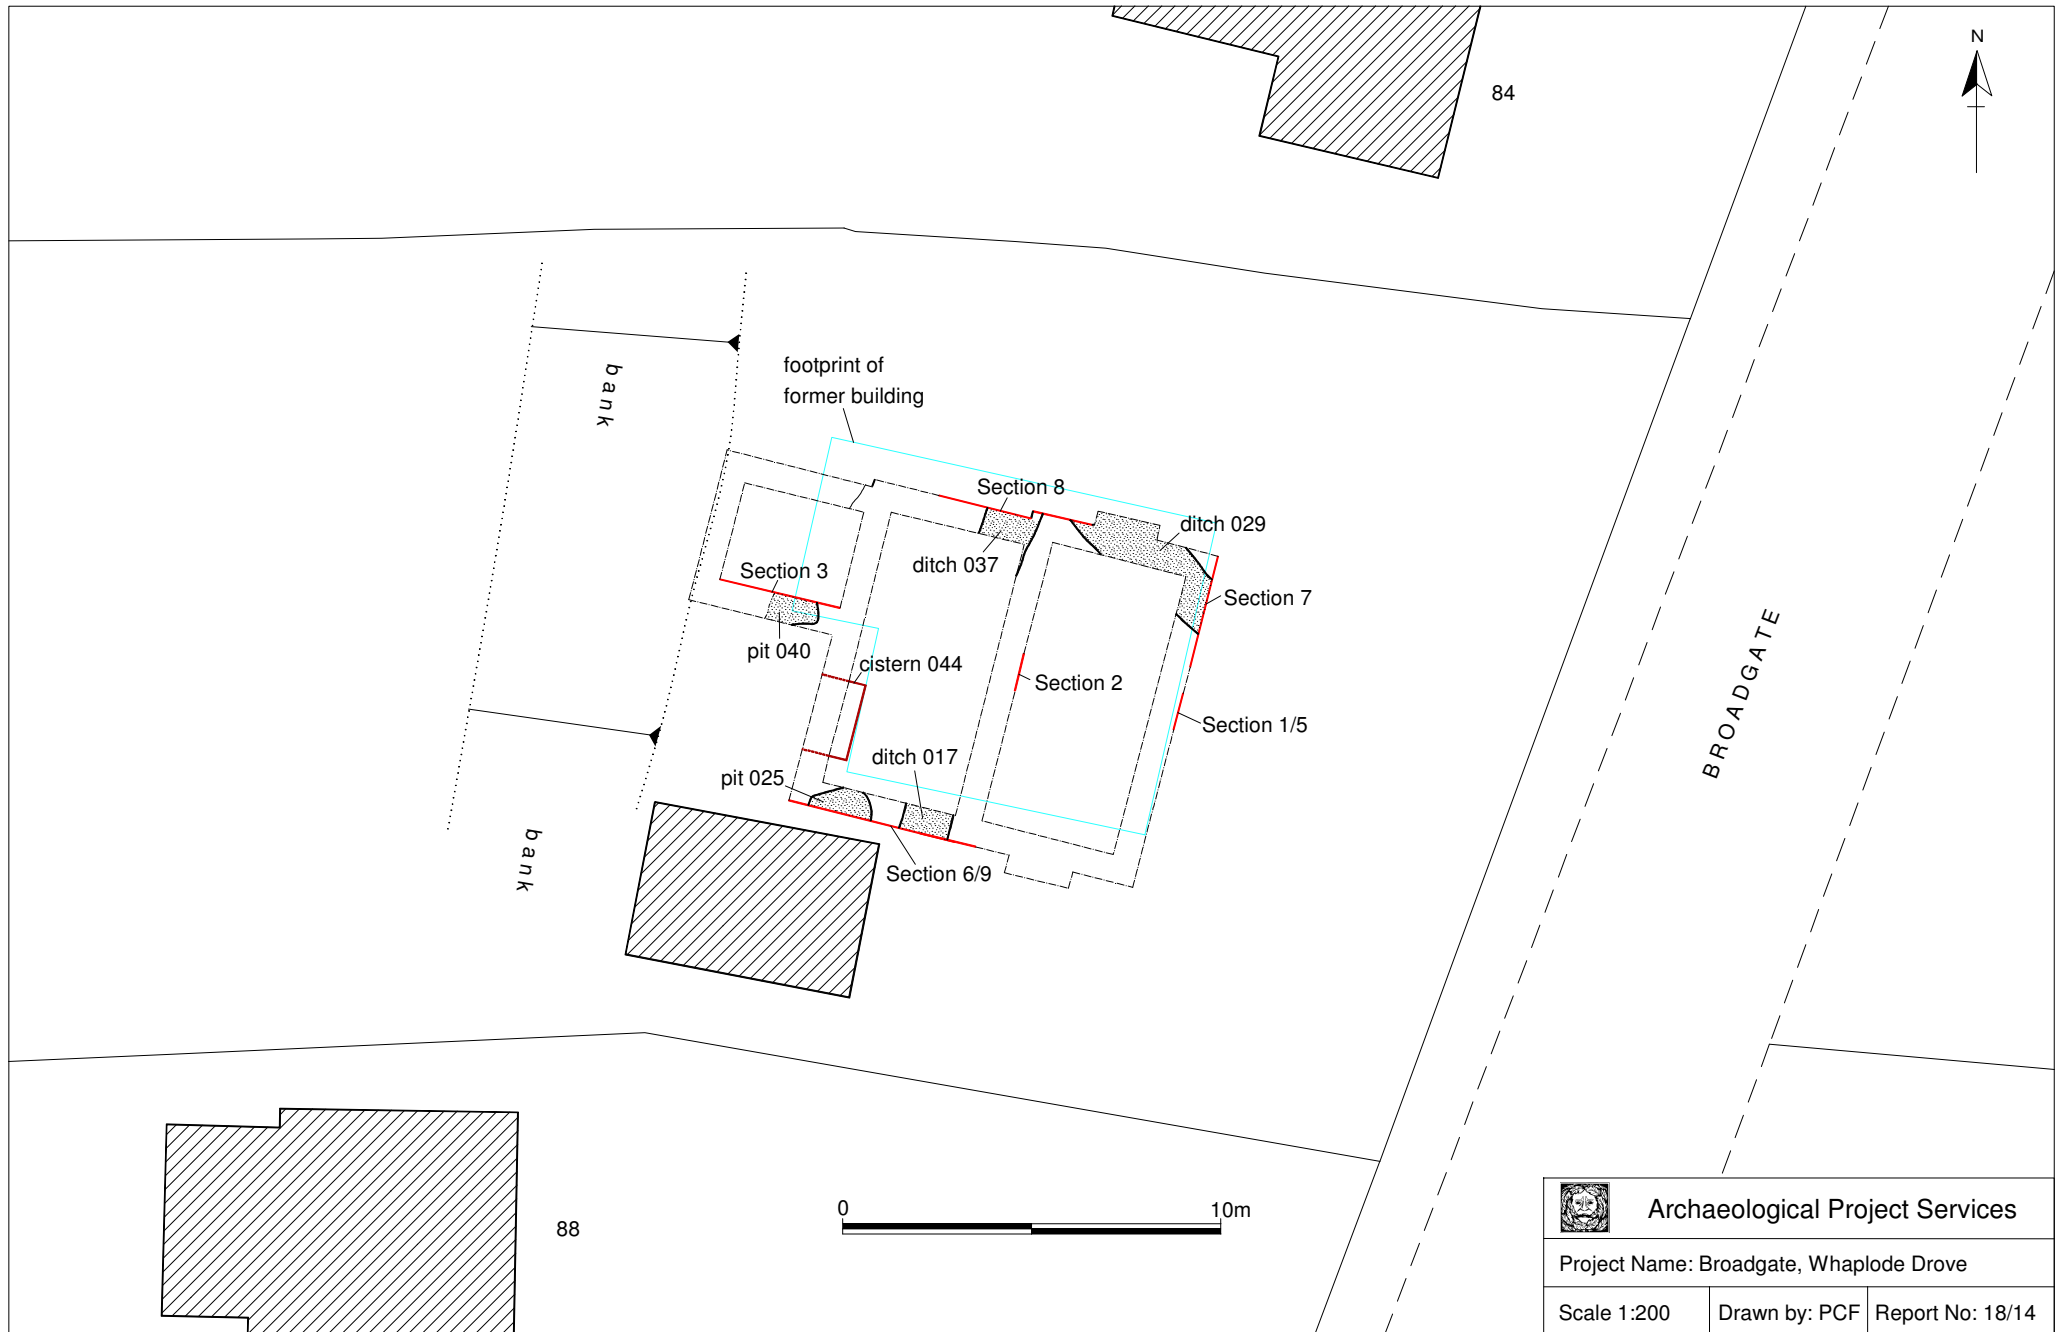 N
84
footprint of
former building
bank
Section 8
ditch 029
ditch 037
Section 3
Section 7
pit 040
cistern 044
Section 2
Section 1/5
BROADGATE
ditch 017
pit 025
bank
Section 6/9
0 10m
88
Archaeological Project Services
Project Name: Broadgate, Whaplode Drove
Scale 1:200 Drawn by: PCF Report No: 18/14